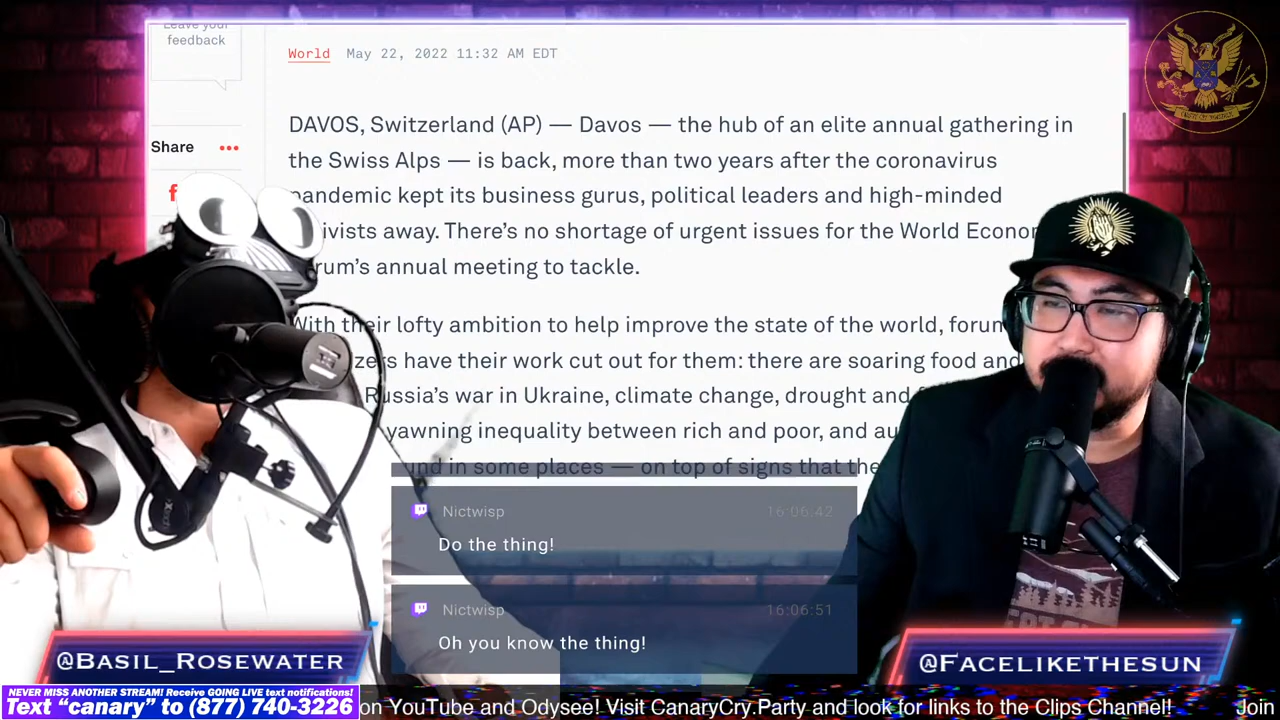 Leave your
feedback
World May 22, 2022 11:32 AM EDT
Share
DAVOS, Switzerland (AP) — Davos — the hub of an elite annual gathering in
the Swiss Alps — is back, more than two years after the coronavirus
pandemic kept its business gurus, political leaders and high-minded
away. There's no shortage of urgent issues for the World
annual meeting to tackle.
With their lofty ambition to help improve the state of the world,
have their work cut out for them: there are soaring food and
Russia's war in Ukraine, climate change, drought and
yawning inequality between rich and poor, and
in some places — on top of signs that the
Nictwisp 16:06:42
Do the thing!
Nictwisp 16:06:51
Oh you know the thing!
@BASIL_ROSEWATER
@FACELIKETHESUN
NEVER MISS ANOTHER STREAM! Receive GOING LIVE text notifications!
Text "canary" to (877) 740-3226
on YouTube and Odysee! Visit CanaryCry.Party and look for links to the Clips Channel! Join